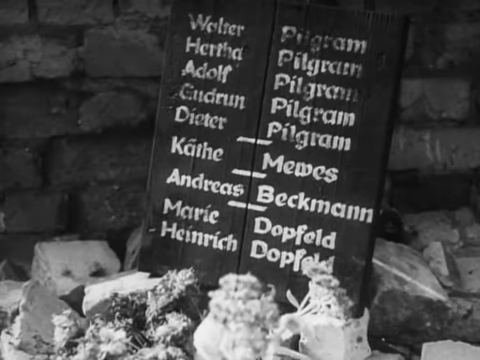 Walter Pilgram
Hertha Pilgram
Adolf Pilgram
Gudrun Pilgram
Dieter Pilgram
Käthe Mewes
Andreas Beckmann
Marie Dopfeld
Heinrich Dopfeld